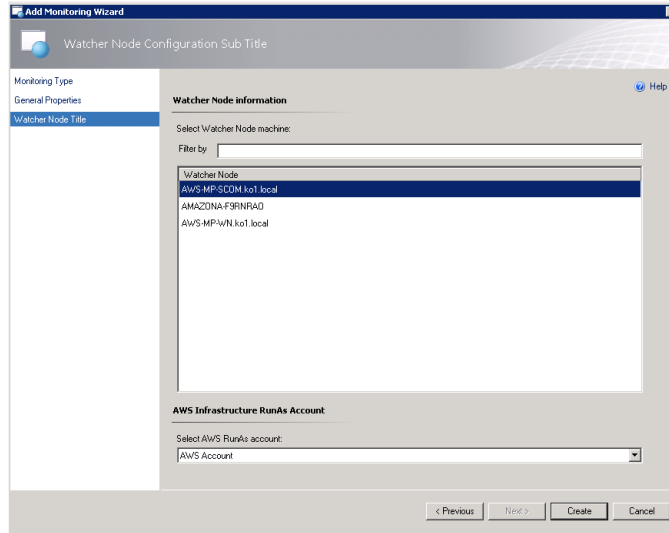 Add Monitoring Wizard
Watcher Node Configuration Sub Title
Monitoring Type
General Properties
Watcher Node Title
Help
Watcher Node information
Select Watcher Node machine:
Filter by
Watcher Node
AWS-MP-SCOM.ko1.local
AMAZONA-F9RNRAO
AWS-MP-WN.ko1.local
AWS Infrastructure RunAs Account
Select AWS RunAs account:
AWS Account
< Previous
Next >
Create
Cancel